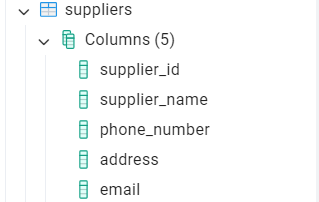 suppliers
Columns (5)
supplier_id
supplier_name
phone_number
address
email